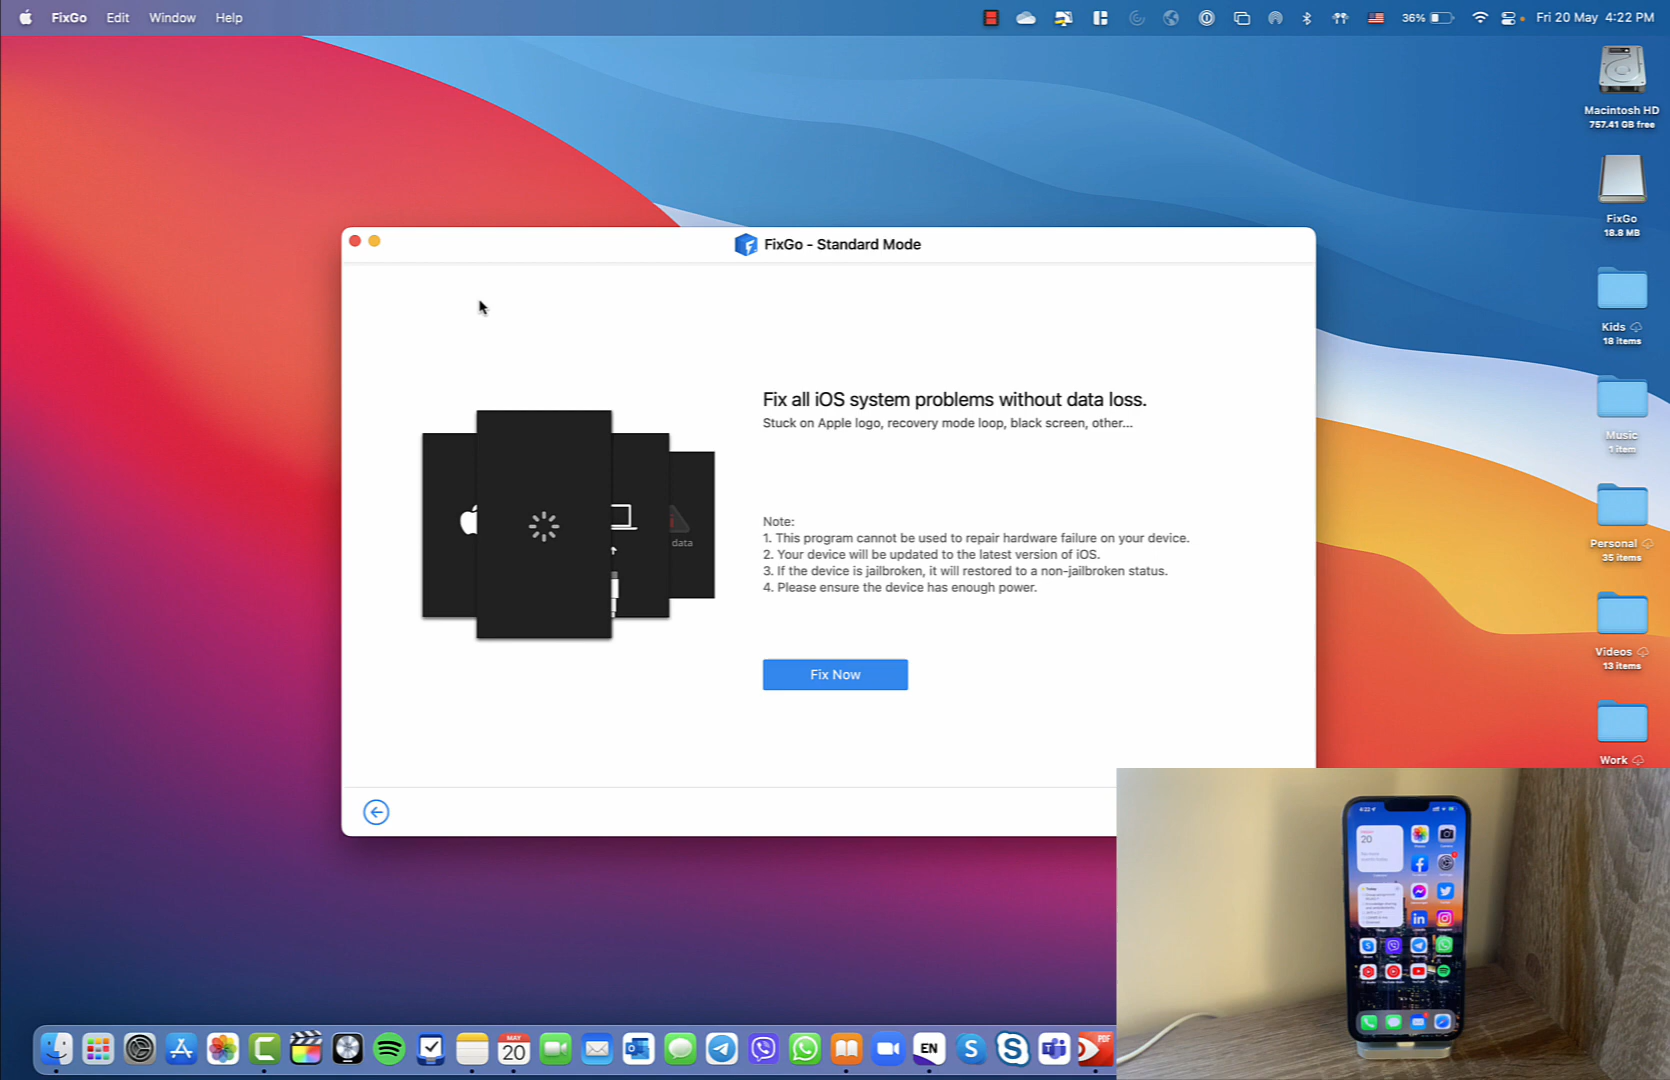 FixGo Edit Window Help
36% Fri 20 May 4:22 PM
Macintosh HD
757.41 GB free
FixGo
18.8 MB
Kids
18 items
Music
1 item
Personal
35 items
Videos
13 items
Work
FixGo - Standard Mode
Fix all iOS system problems without data loss.
Stuck on Apple logo, recovery mode loop, black screen, other...
data
Note:
1. This program cannot be used to repair hardware failure on your device.
2. Your device will be updated to the latest version of iOS.
3. If the device is jailbroken, it will restored to a non-jailbroken status.
4. Please ensure the device has enough power.
Fix Now
4:22
20
MAY
20
EN
PDF